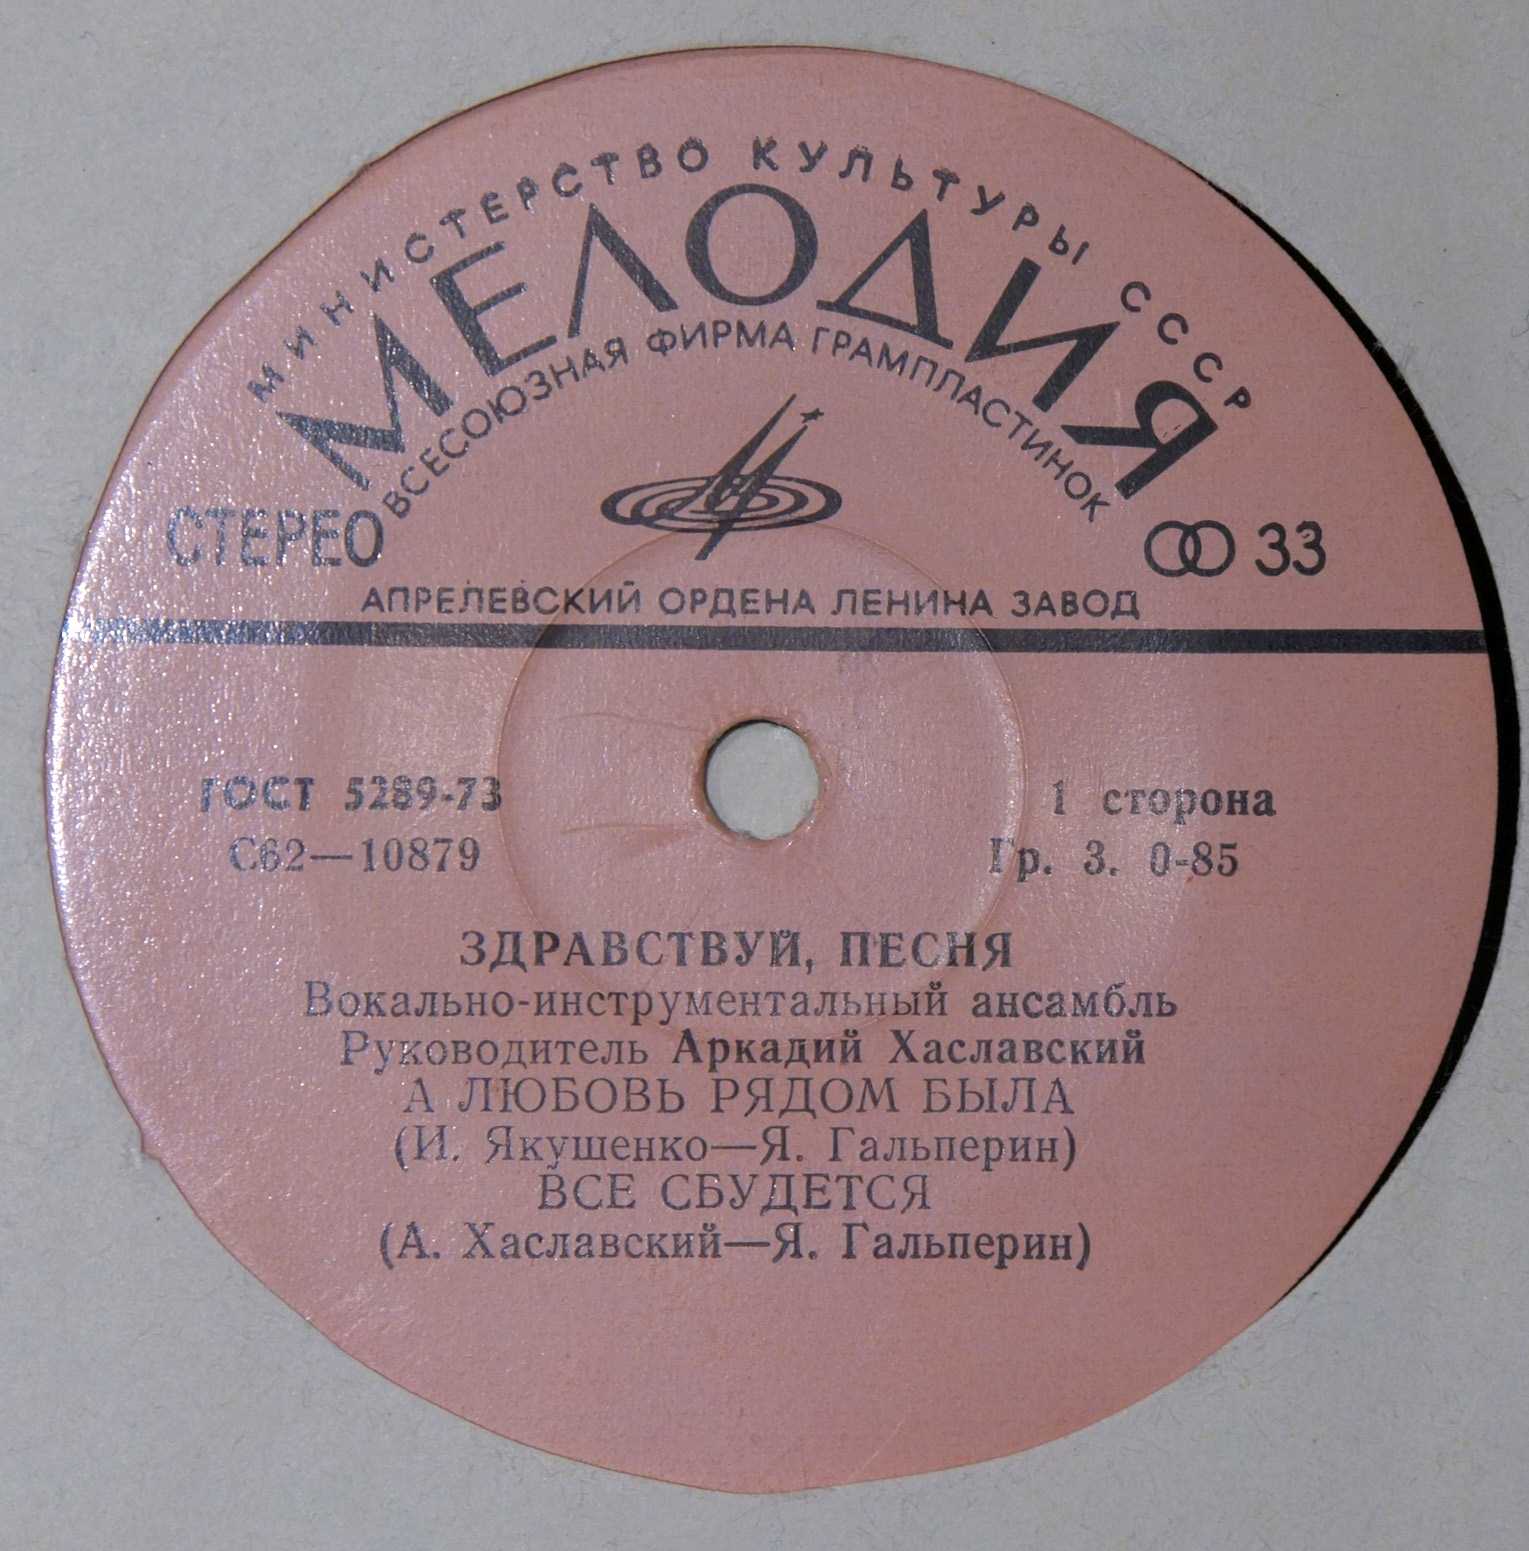 МИНИСТЕРСТВО КУЛЬТУРЫ СССР
МЕЛОДИЯ
ВСЕСОЮЗНАЯ ФИРМА ГРАМПЛАСТИНОК
СТЕРЕО
33
АПРЕЛЕВСКИЙ ОРДЕНА ЛЕНИНА ЗАВОД
ГОСТ 5289-73
1 сторона
С62—10879
Гр. 3. 0-85
ЗДРАВСТВУЙ, ПЕСНЯ
Вокально-инструментальный ансамбль
Руководитель Аркадий Хаславский
А ЛЮБОВЬ РЯДОМ БЫЛА
(И. Якушенко—Я. Гальперин)
ВСЕ СБУДЕТСЯ
(А. Хаславский—Я. Гальперин)